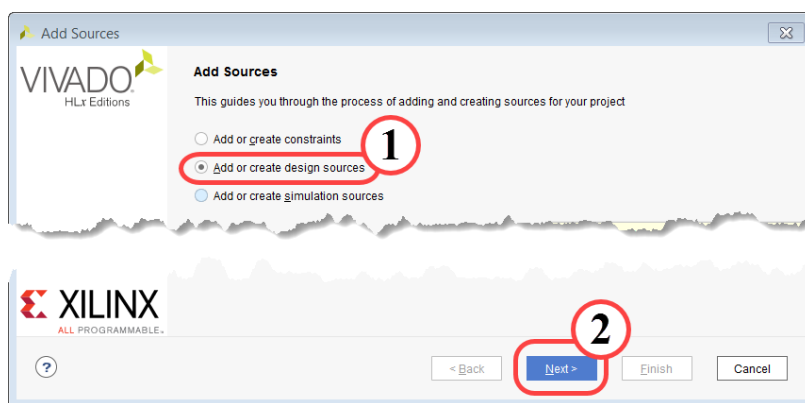 Add Sources
VIVADO
HLx Editions
Add Sources
This guides you through the process of adding and creating sources for your project
Add or create constraints
1
Add or create design sources
Add or create simulation sources
XILINX
ALL PROGRAMMABLE.
2
?
< Back
Next >
Finish
Cancel